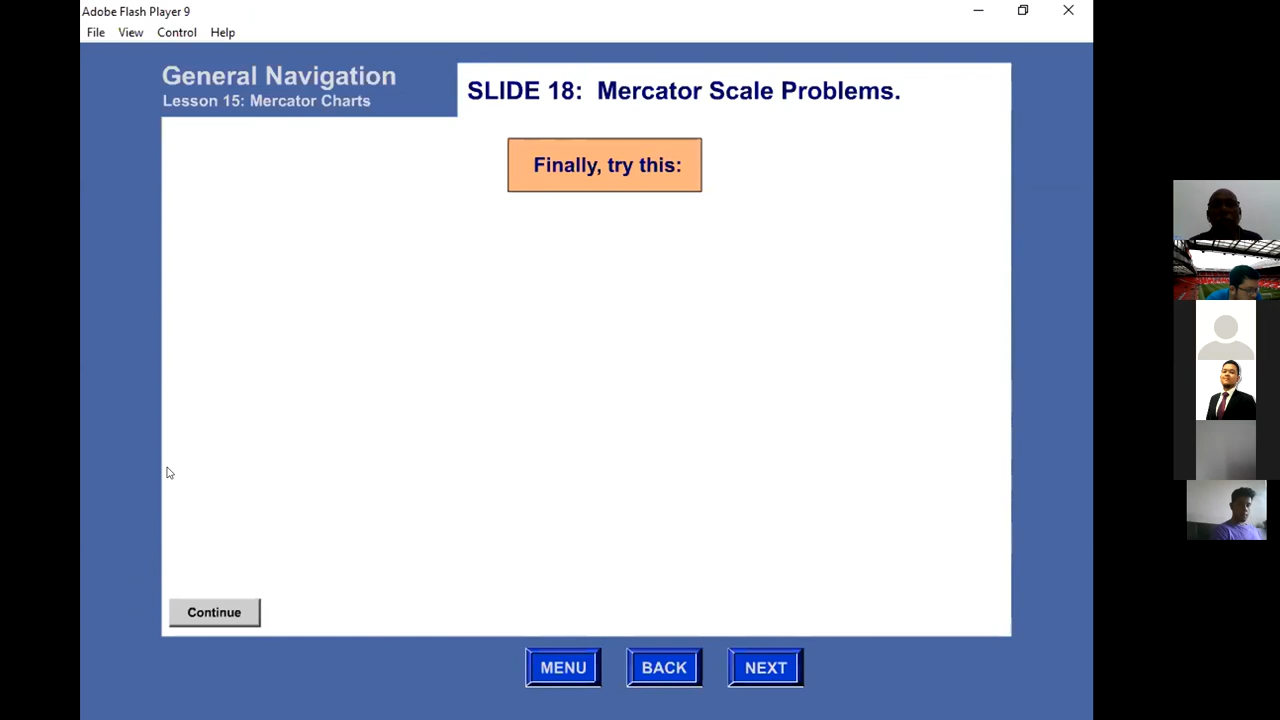 Adobe Flash Player 9
File View Control Help
General Navigation
Lesson 15: Mercator Charts
SLIDE 18: Mercator Scale Problems.
Finally, try this:
Continue
MENU BACK NEXT